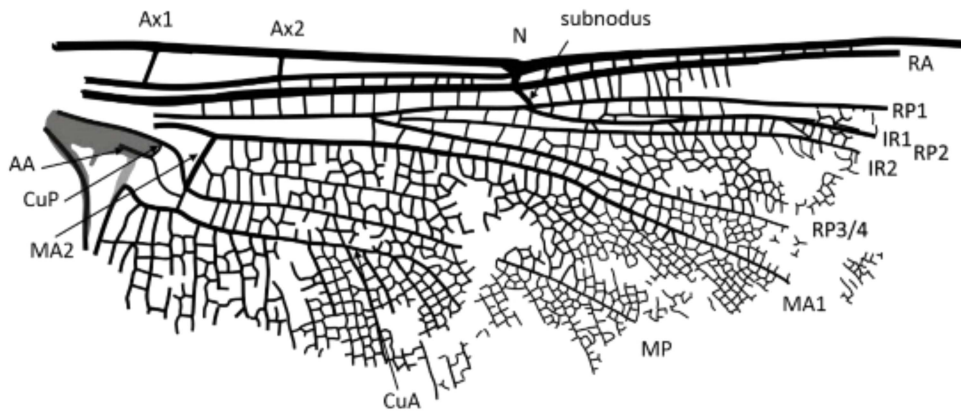 Ax1
Ax2
N
subnodus
RA
RP1
IR1
RP2
IR2
AA
CuP
MA2
RP3/4
MA1
MP
CuA